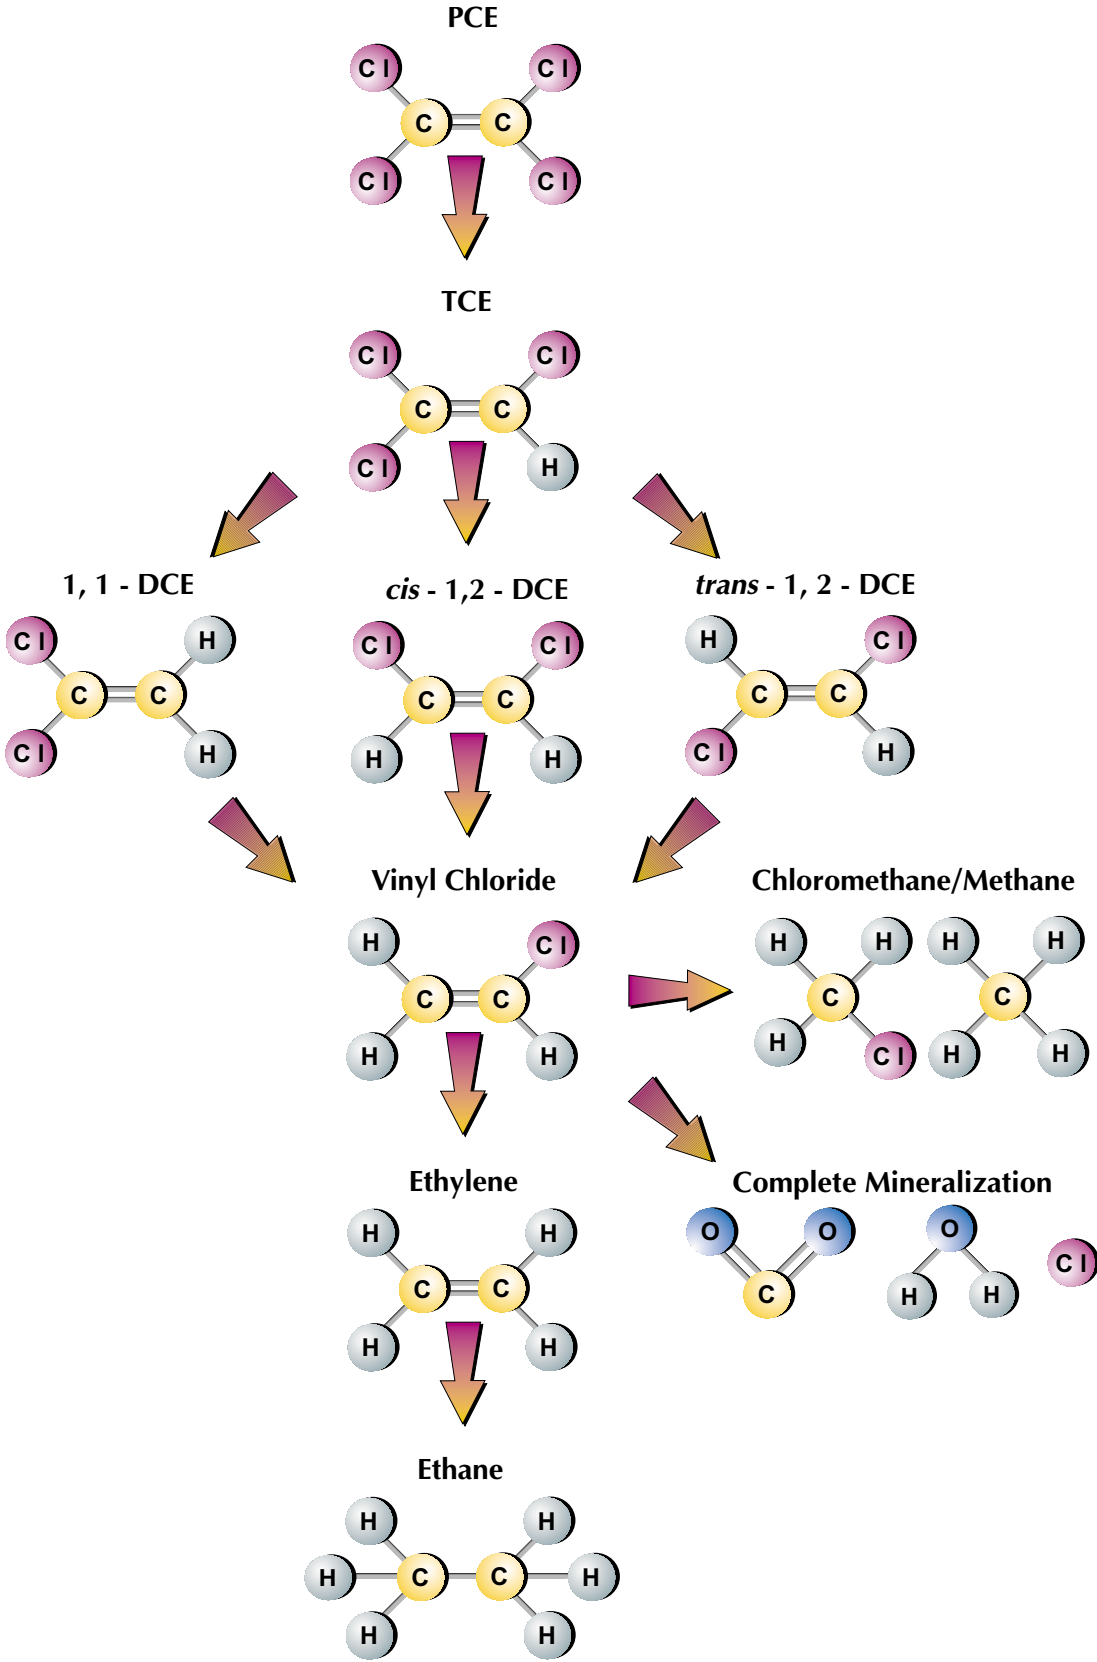 PCE
Cl Cl
C C
Cl Cl
TCE
Cl Cl
C C
Cl H
1, 1 - DCE
cis - 1,2 - DCE
trans - 1, 2 - DCE
Cl H
C C
Cl H
Cl Cl
C C
H H
H Cl
C C
Cl H
Vinyl Chloride
H Cl
C C
H H
Chloromethane/Methane
H H
C
H Cl
H H
C
H H
Ethylene
H H
C C
H H
Complete Mineralization
O O
C
O
H H
Cl
Ethane
H H
H C C H
H H